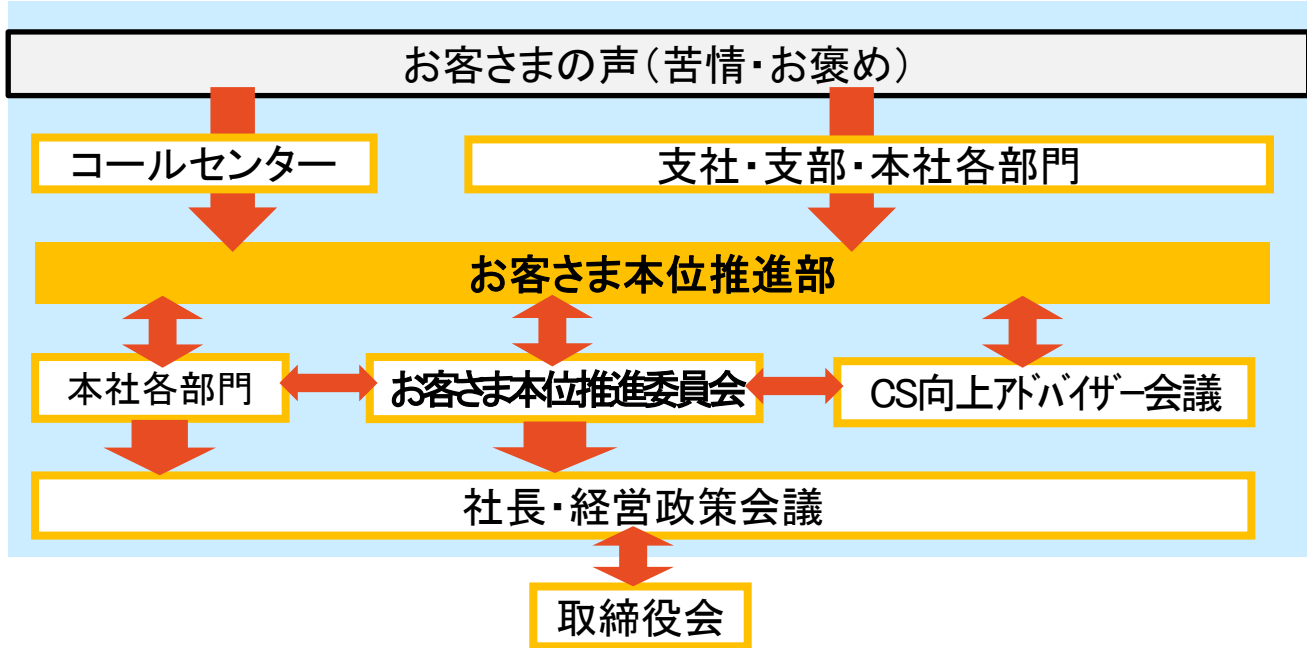 お客さまの声(苦情・お褒め)
コールセンター
支社・支部・本社各部門
お客さま本位推進部
本社各部門
お客さま本位推進委員会
CS向上アドバイザー会議
社長・経営政策会議
取締役会